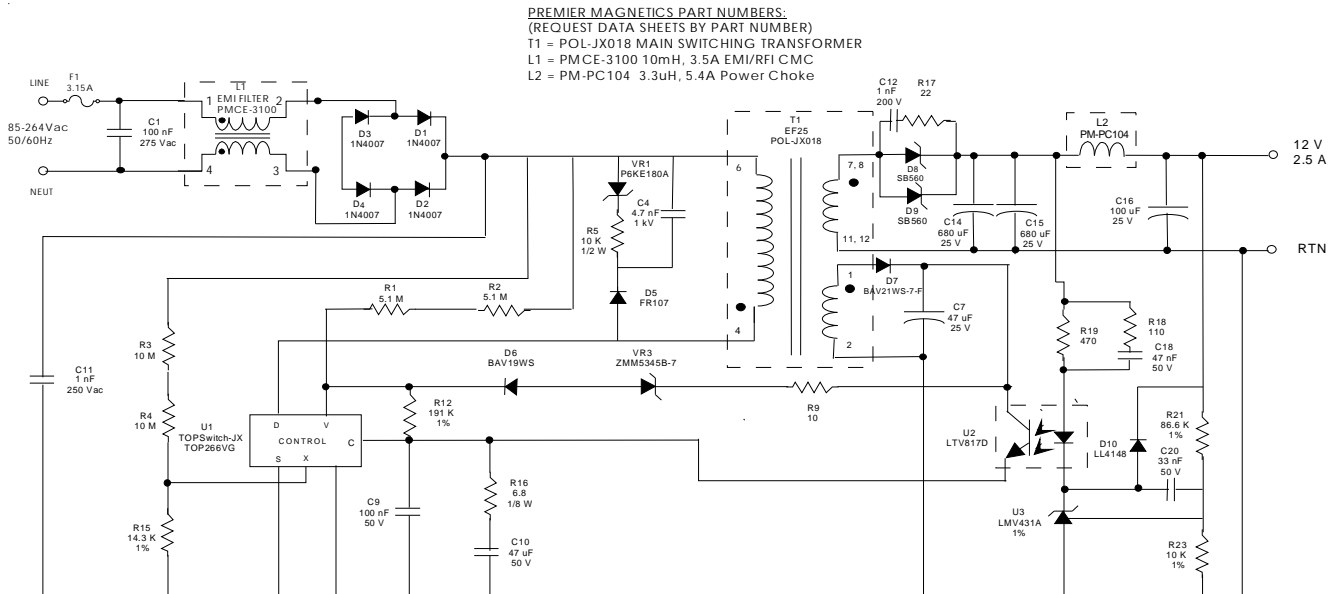 PREMIER MAGNETICS PART NUMBERS:
(REQUEST DATA SHEETS BY PART NUMBER)
T1 = POL-JX018 MAIN SWITCHING TRANSFORMER
L1 = PMCE-3100 10mH, 3.5A EMI/RFI CMC
L2 = PM-PC104 3.3uH, 5.4A Power Choke
LINE
F1
3.15A
85-264Vac
50/60Hz
NEUT
C1
100 nF
275 Vac
L1
EMI FILTER
PMCE-3100
1
2
4
3
D3
1N4007
D1
1N4007
D4
1N4007
D2
1N4007
VR1
P6KE180A
C4
4.7 nF
1 kV
R5
10 K
1/2 W
D5
FR107
T1
EF25
POL-JX018
6
4
7, 8
11, 12
1
2
C12
1 nF
200 V
R17
22
D8
SB560
D9
SB560
C14
680 uF
25 V
C15
680 uF
25 V
L2
PM-PC104
C16
100 uF
25 V
12 V
2.5 A
RTN
R1
5.1 M
R2
5.1 M
D7
BAV21WS-7-F
C7
47 uF
25 V
R19
470
R18
110
C18
47 nF
50 V
R3
10 M
C11
1 nF
250 Vac
R4
10 M
D6
BAV19WS
VR3
ZMM5345B-7
R9
10
R12
191 K
1%
U1
TOPSwitch-JX
TOP266VG
D
V
CONTROL
C
S
X
U2
LTV817D
D10
LL4148
R21
86.6 K
1%
C20
33 nF
50 V
R15
14.3 K
1%
C9
100 nF
50 V
R16
6.8
1/8 W
C10
47 uF
50 V
U3
LMV431A
1%
R23
10 K
1%